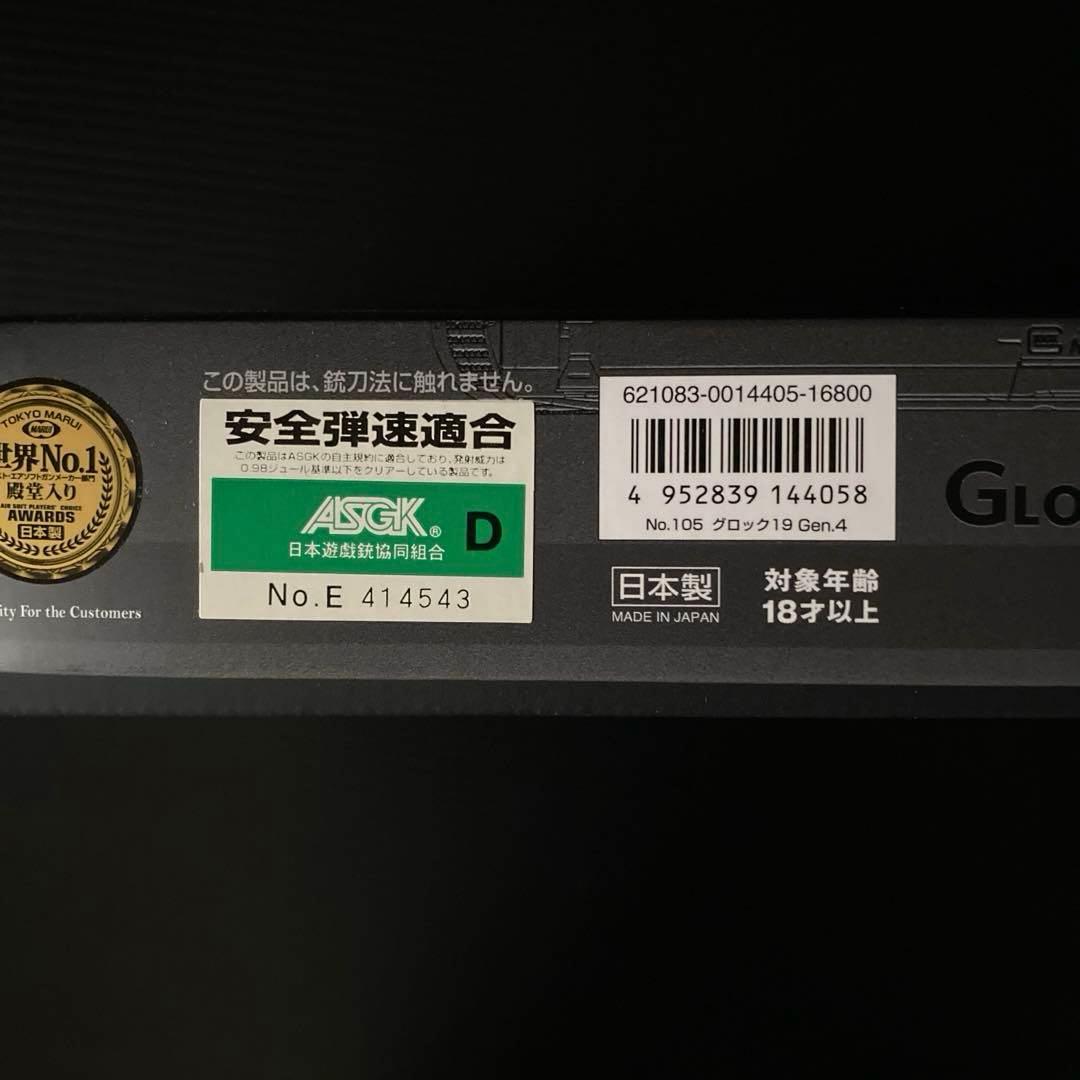 TOKYO MARUI
MARUI
世界No.1
殿堂入り
AIR SOFT PLAYERS' CHOICE
AWARDS
日本製
ity For the Customers
この製品は、銃刀法に触れません。
安全弾速適合
この製品はASGKの自主規約に適合しており、発射威力は
0.98ジュール基準以下をクリアーしている製品です。
ASGK® D
日本遊戯銃協同組合
No.E 414543
621083-0014405-16800
4 952839 144058
No.105 グロック19 Gen.4
日本製
MADE IN JAPAN
対象年齢
18才以上
GLO